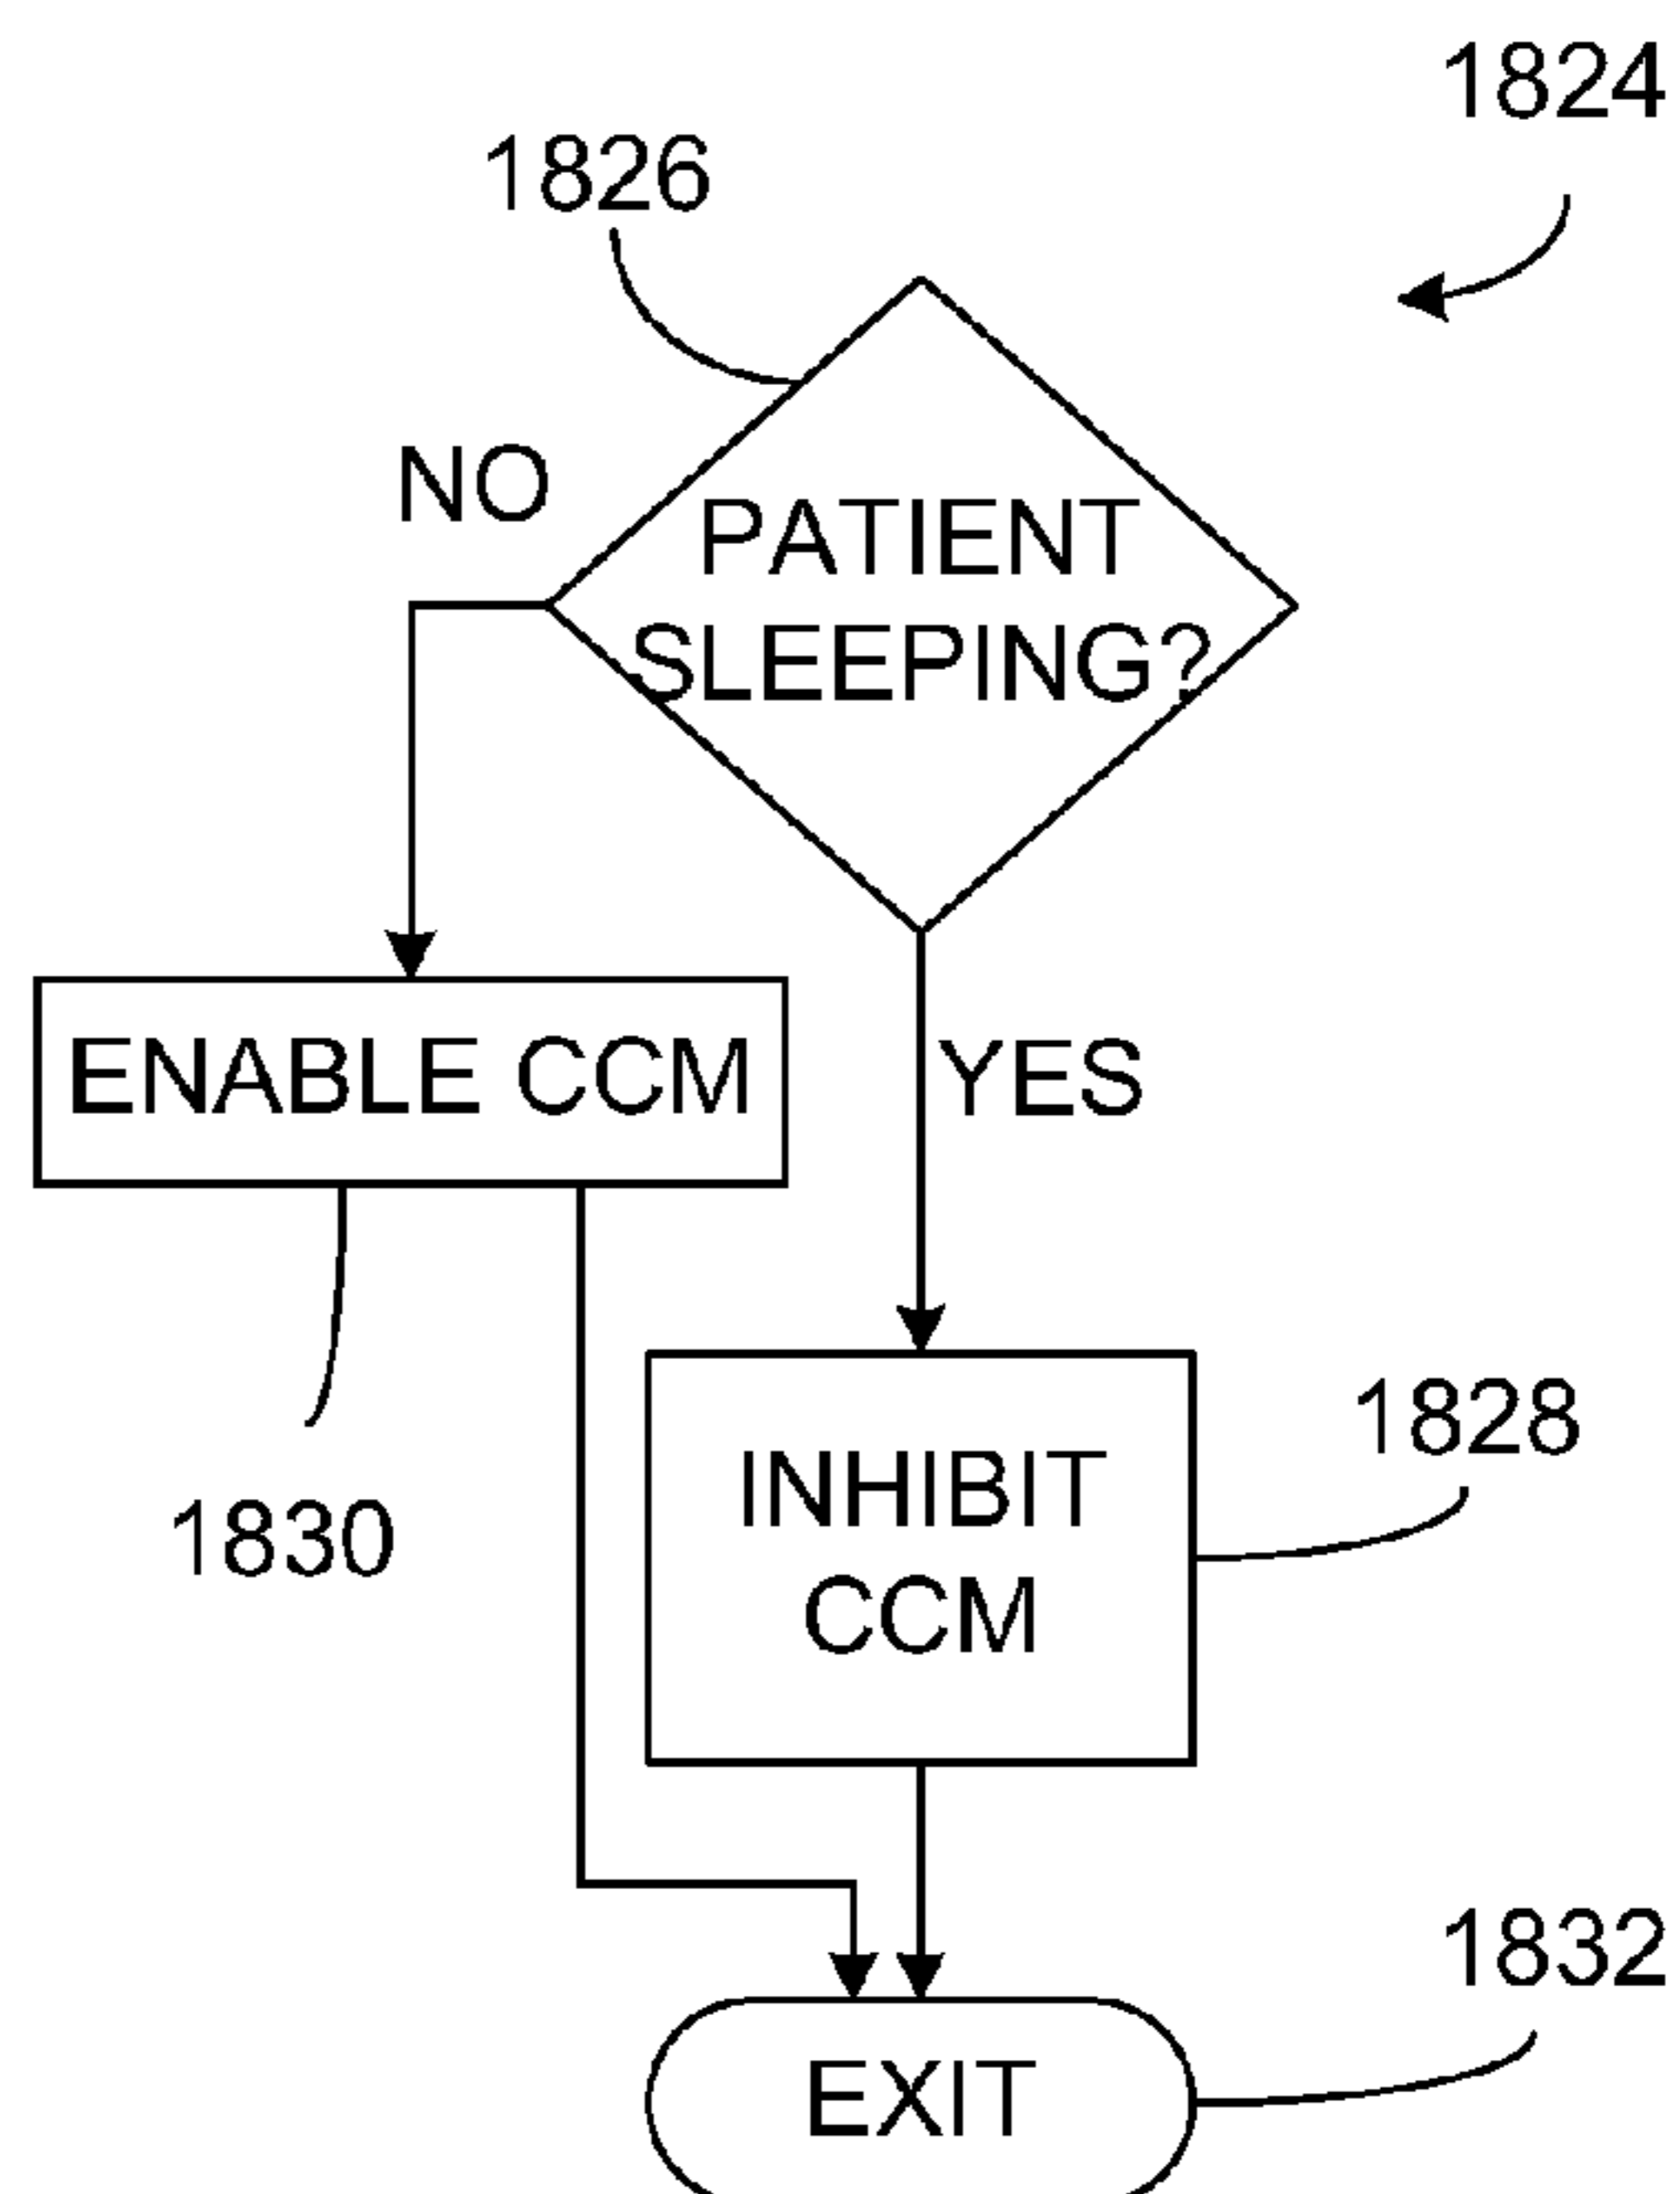 1824
1826
NO
PATIENT
SLEEPING?
ENABLE CCM
YES
1828
INHIBIT
CCM
1830
1832
EXIT